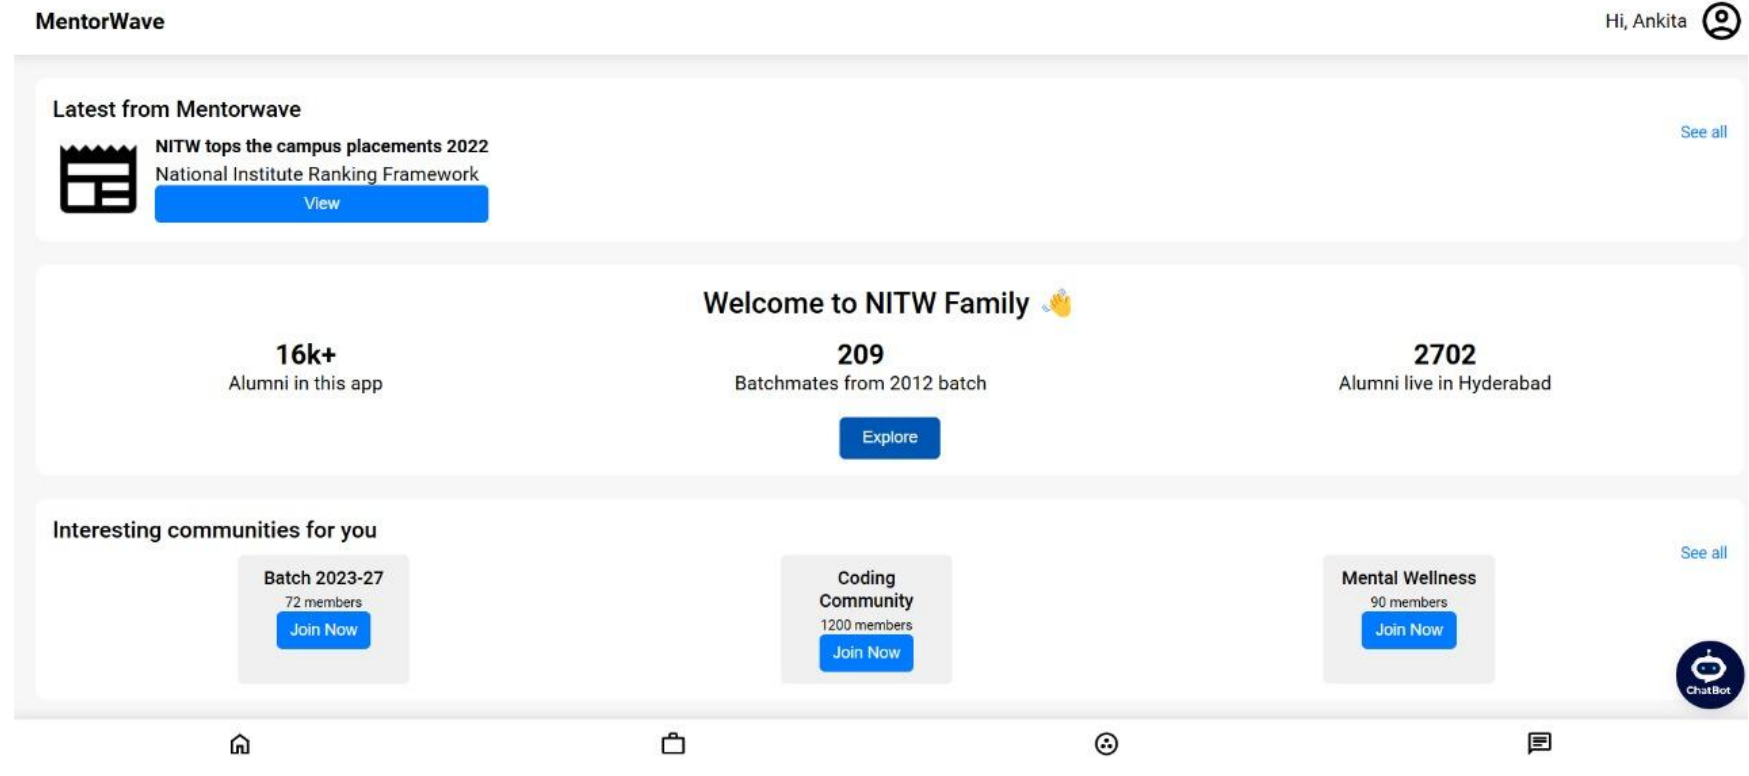 MentorWave
Hi, Ankita
Latest from Mentorwave
See all
NITW tops the campus placements 2022
National Institute Ranking Framework
View
Welcome to NITW Family 👋
16k+
Alumni in this app
209
Batchmates from 2012 batch
2702
Alumni live in Hyderabad
Explore
Interesting communities for you
See all
Batch 2023-27
72 members
Join Now
Coding
Community
1200 members
Join Now
Mental Wellness
90 members
Join Now
ChatBot